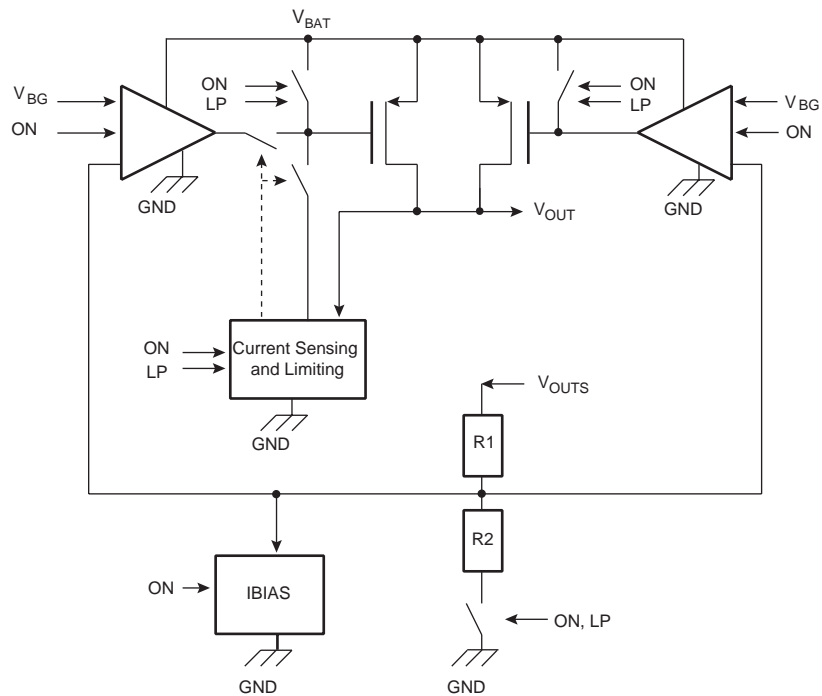 VBAT
VBG
ON
ON
LP
ON
LP
VBG
ON
GND
GND
VOUT
ON
LP
Current Sensing
and Limiting
GND
VOUTS
R1
R2
ON
IBIAS
ON, LP
GND
GND